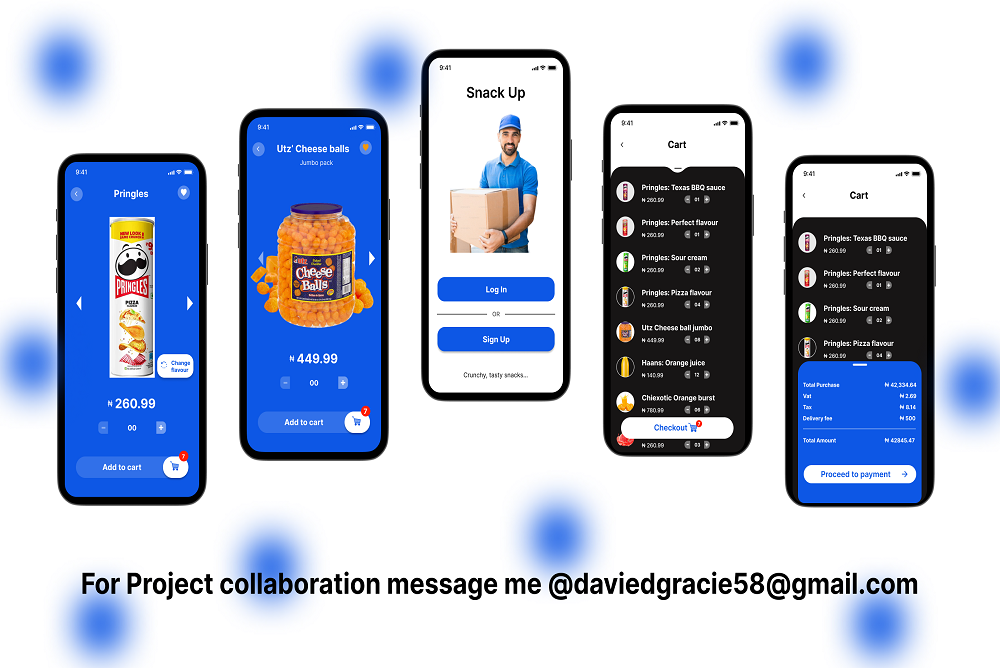 9:41
Pringles
NEW LOOK
SAME CRUNCH
PRINGLES
PIZZA
Change
flavour
₦ 260.99
00
Add to cart
7
9:41
Utz' Cheese balls
Jumbo pack
Cheese
Balls
₦ 449.99
00
Add to cart
7
9:41
Snack Up
Log In
OR
Sign Up
Crunchy, tasty snacks...
9:41
Cart
Pringles: Texas BBQ sauce
₦ 260.99 01
Pringles: Perfect flavour
₦ 260.99 01
Pringles: Sour cream
₦ 260.99 02
Pringles: Pizza flavour
₦ 260.99 04
Utz Cheese ball jumbo
₦ 449.99 08
Haans: Orange juice
₦ 140.99 12
Chiexotic Orange burst
₦ 780.99 06
Checkout
₦ 260.99 03
9:41
Cart
Pringles: Texas BBQ sauce
₦ 260.99 01
Pringles: Perfect flavour
₦ 260.99 01
Pringles: Sour cream
₦ 260.99 02
Pringles: Pizza flavour
₦ 260.99 04
Total Purchase ₦ 42,334.64
Vat ₦ 2.69
Tax ₦ 8.14
Delivery fee ₦ 500
Total Amount ₦ 42845.47
Proceed to payment
For Project collaboration message me @daviedgracie58@gmail.com